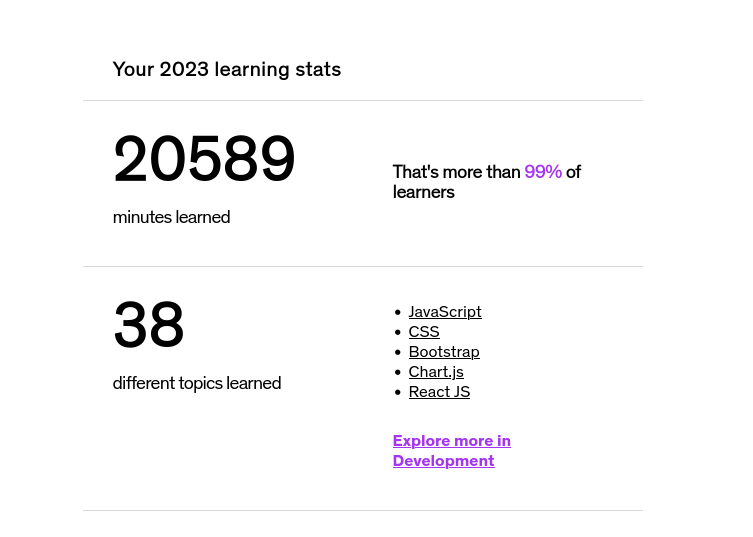 Your 2023 learning stats
20589
minutes learned
That's more than 99% of
learners
38
different topics learned
• JavaScript
• CSS
• Bootstrap
• Chart.js
• React JS
Explore more in
Development